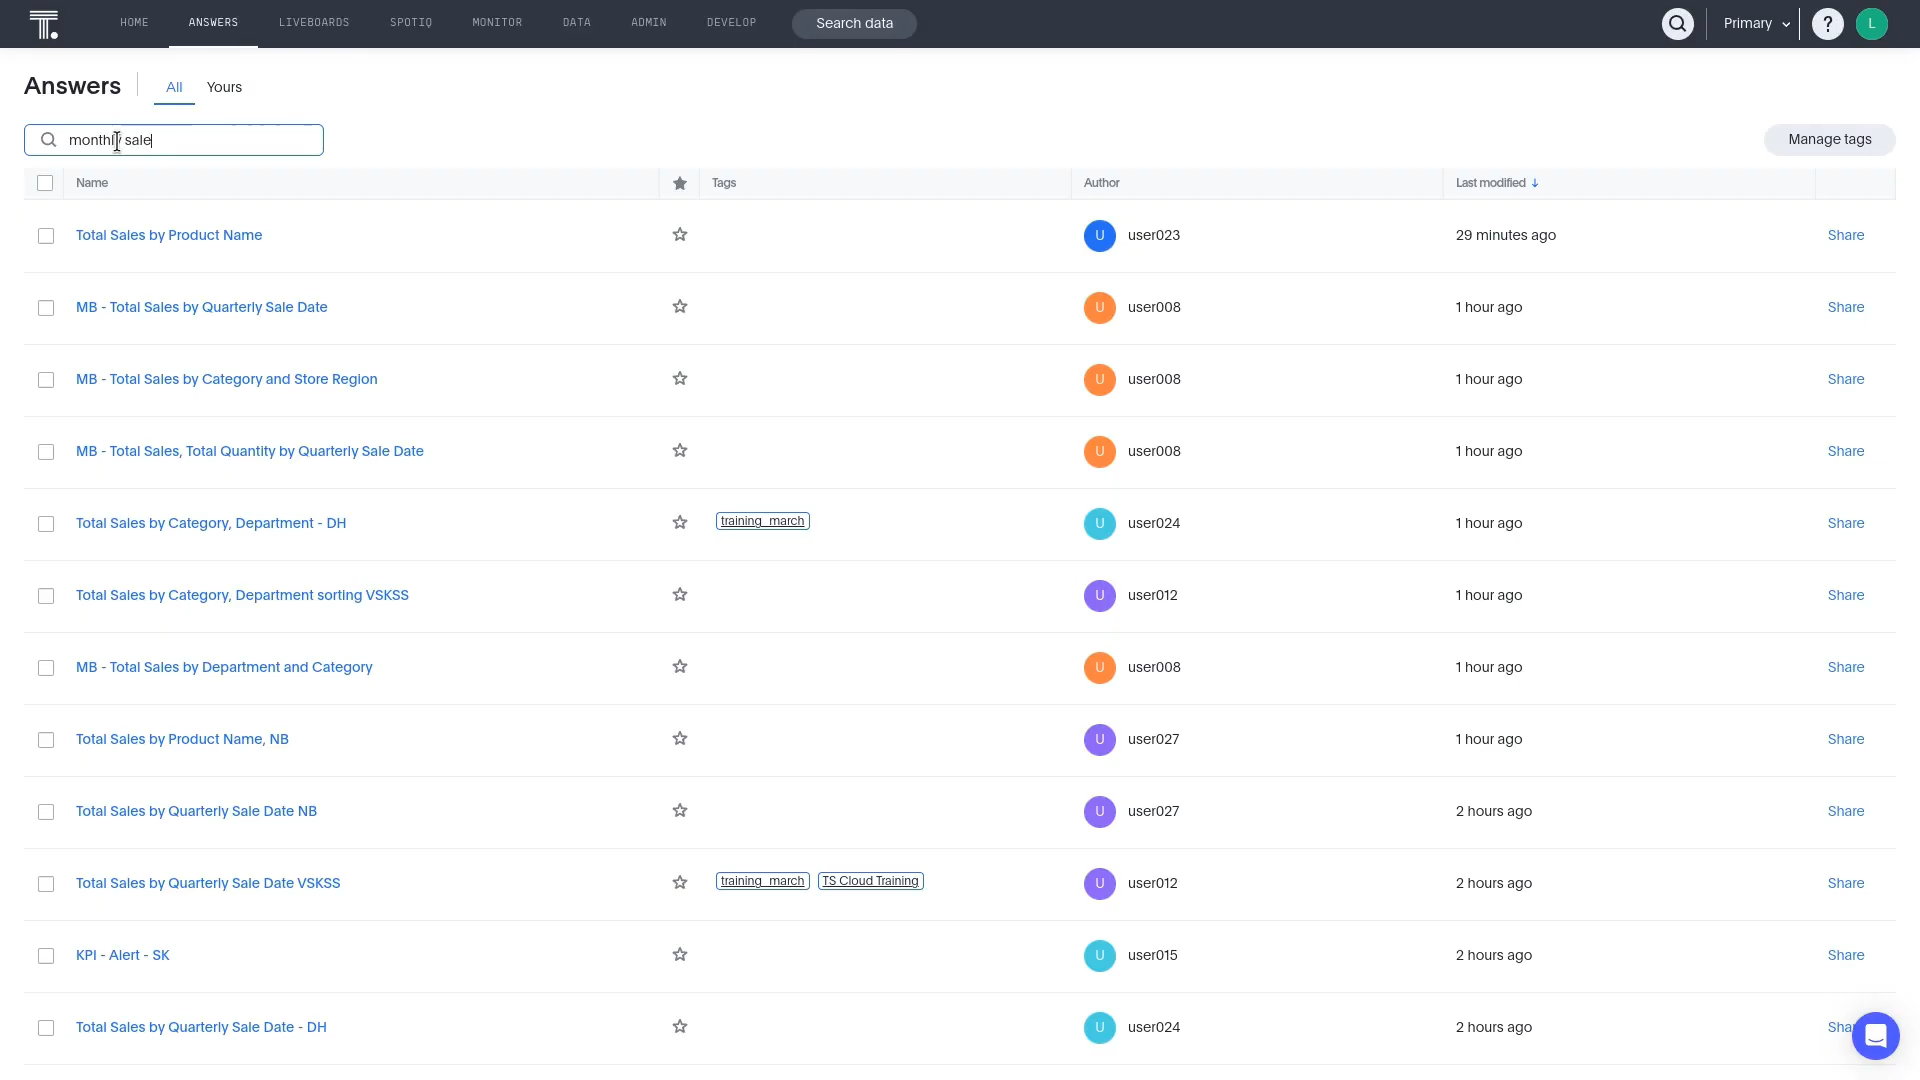 HOME ANSWERS LIVEBOARDS SPOTIQ MONITOR DATA ADMIN DEVELOP Search data Primary ? L
Answers All Yours
monthly sale Manage tags
Name Tags Author Last modified
Total Sales by Product Name U user023 29 minutes ago Share
MB - Total Sales by Quarterly Sale Date U user008 1 hour ago Share
MB - Total Sales by Category and Store Region U user008 1 hour ago Share
MB - Total Sales, Total Quantity by Quarterly Sale Date U user008 1 hour ago Share
Total Sales by Category, Department - DH training_march U user024 1 hour ago Share
Total Sales by Category, Department sorting VSKSS U user012 1 hour ago Share
MB - Total Sales by Department and Category U user008 1 hour ago Share
Total Sales by Product Name, NB U user027 1 hour ago Share
Total Sales by Quarterly Sale Date NB U user027 2 hours ago Share
Total Sales by Quarterly Sale Date VSKSS training_march TS Cloud Training U user012 2 hours ago Share
KPI - Alert - SK U user015 2 hours ago Share
Total Sales by Quarterly Sale Date - DH U user024 2 hours ago Sha